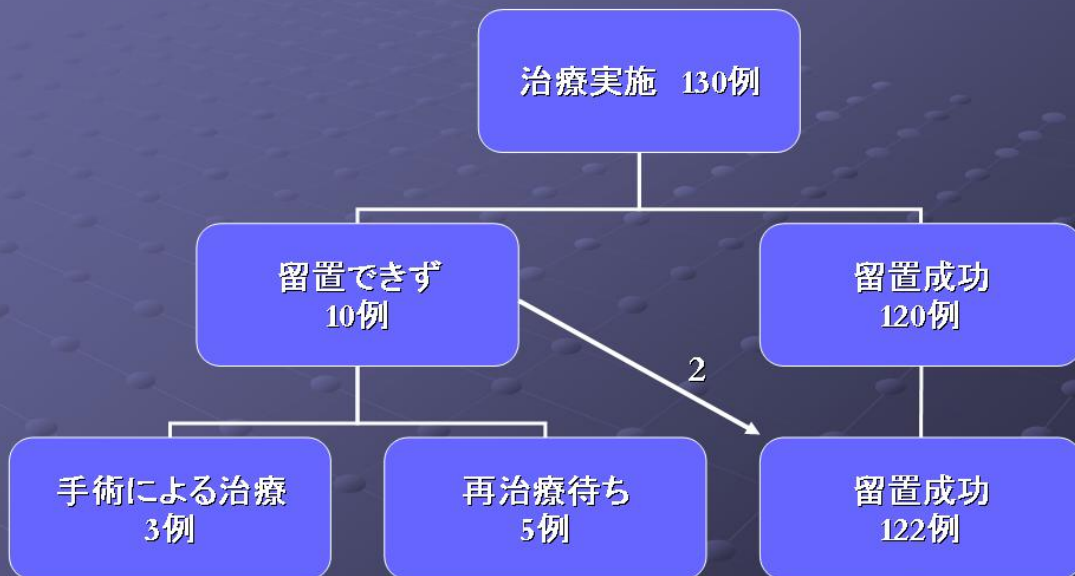 治療実施 130例
留置できず
10例
留置成功
120例
2
手術による治療
3例
再治療待ち
5例
留置成功
122例